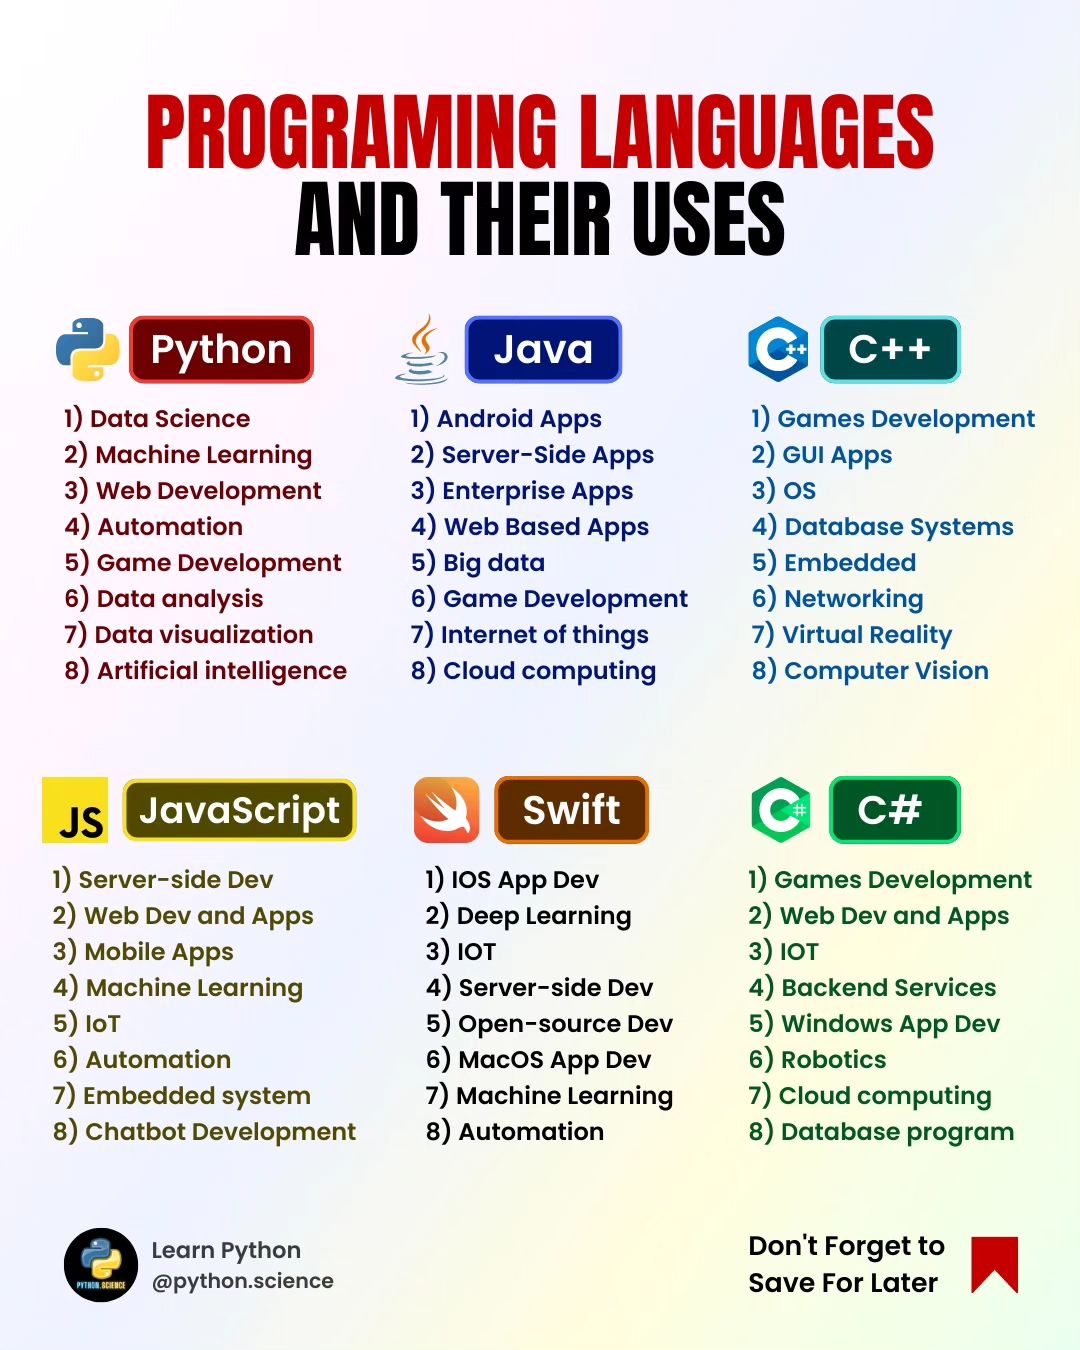 PROGRAMING LANGUAGES
AND THEIR USES
Python
1) Data Science
2) Machine Learning
3) Web Development
4) Automation
5) Game Development
6) Data analysis
7) Data visualization
8) Artificial intelligence
Java
1) Android Apps
2) Server-Side Apps
3) Enterprise Apps
4) Web Based Apps
5) Big data
6) Game Development
7) Internet of things
8) Cloud computing
C++
C++
1) Games Development
2) GUI Apps
3) OS
4) Database Systems
5) Embedded
6) Networking
7) Virtual Reality
8) Computer Vision
JS
JavaScript
1) Server-side Dev
2) Web Dev and Apps
3) Mobile Apps
4) Machine Learning
5) IoT
6) Automation
7) Embedded system
8) Chatbot Development
Swift
1) IOS App Dev
2) Deep Learning
3) IOT
4) Server-side Dev
5) Open-source Dev
6) MacOS App Dev
7) Machine Learning
8) Automation
C#
C#
1) Games Development
2) Web Dev and Apps
3) IOT
4) Backend Services
5) Windows App Dev
6) Robotics
7) Cloud computing
8) Database program
PYTHON.SCIENCE
Learn Python
@python.science
Don't Forget to
Save For Later